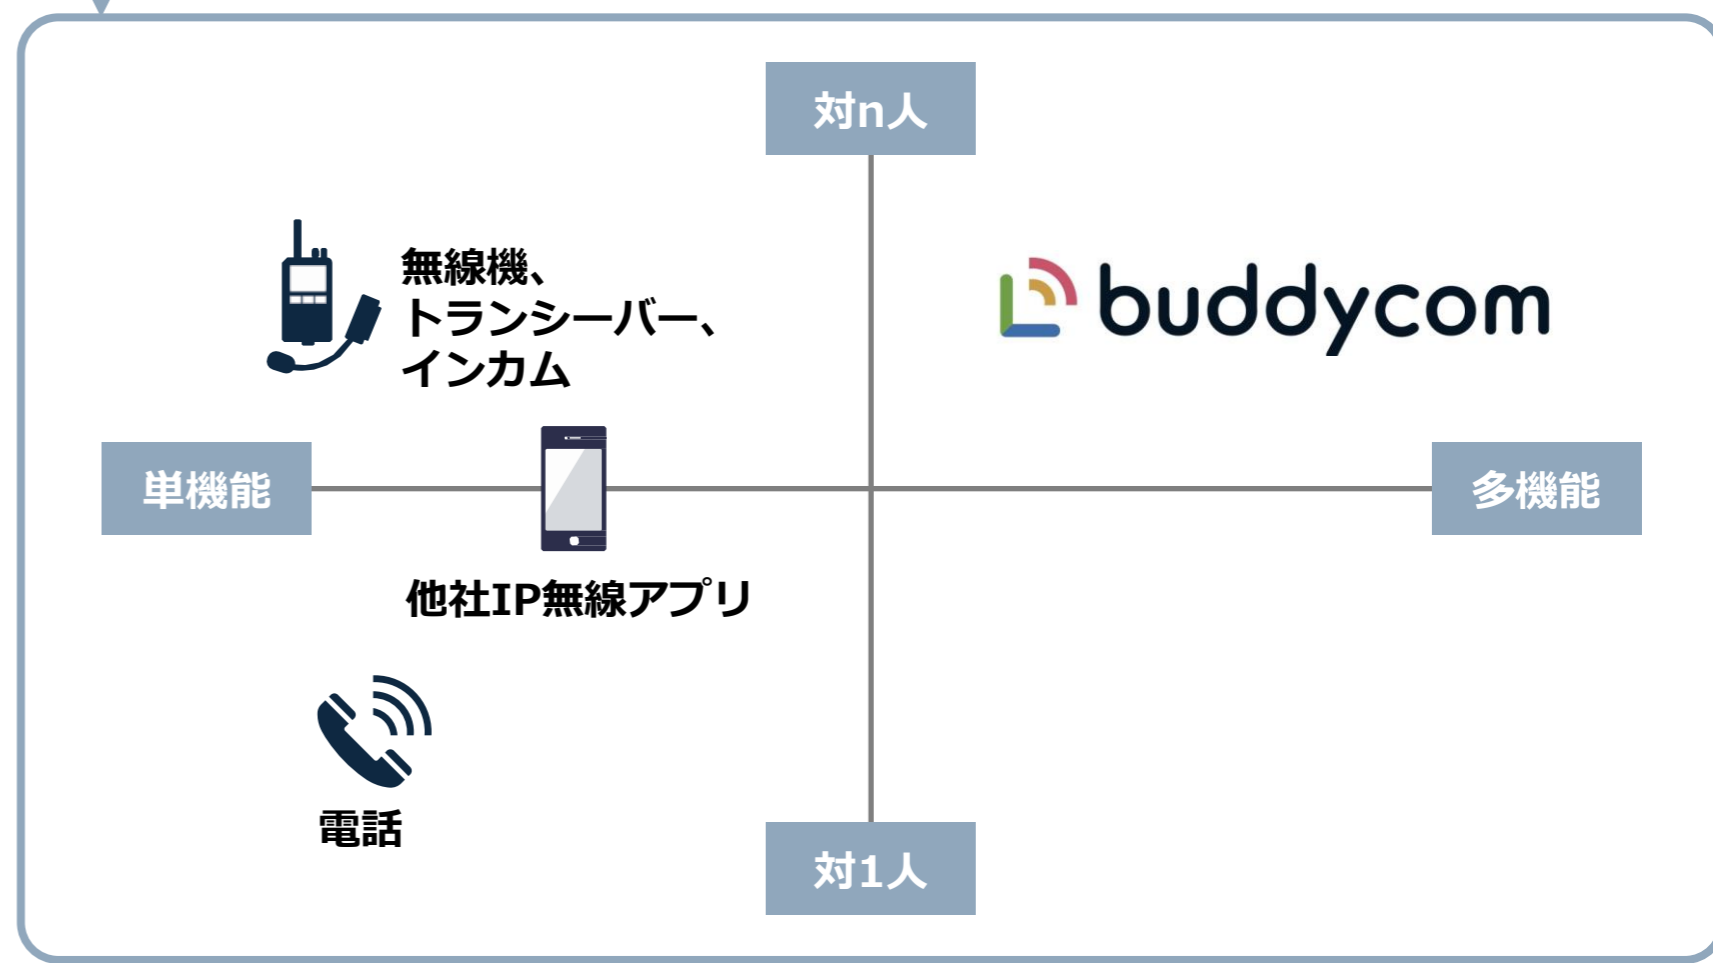 対n人
無線機、
トランシーバー、
インカム
buddycom
単機能
多機能
他社IP無線アプリ
電話
対1人